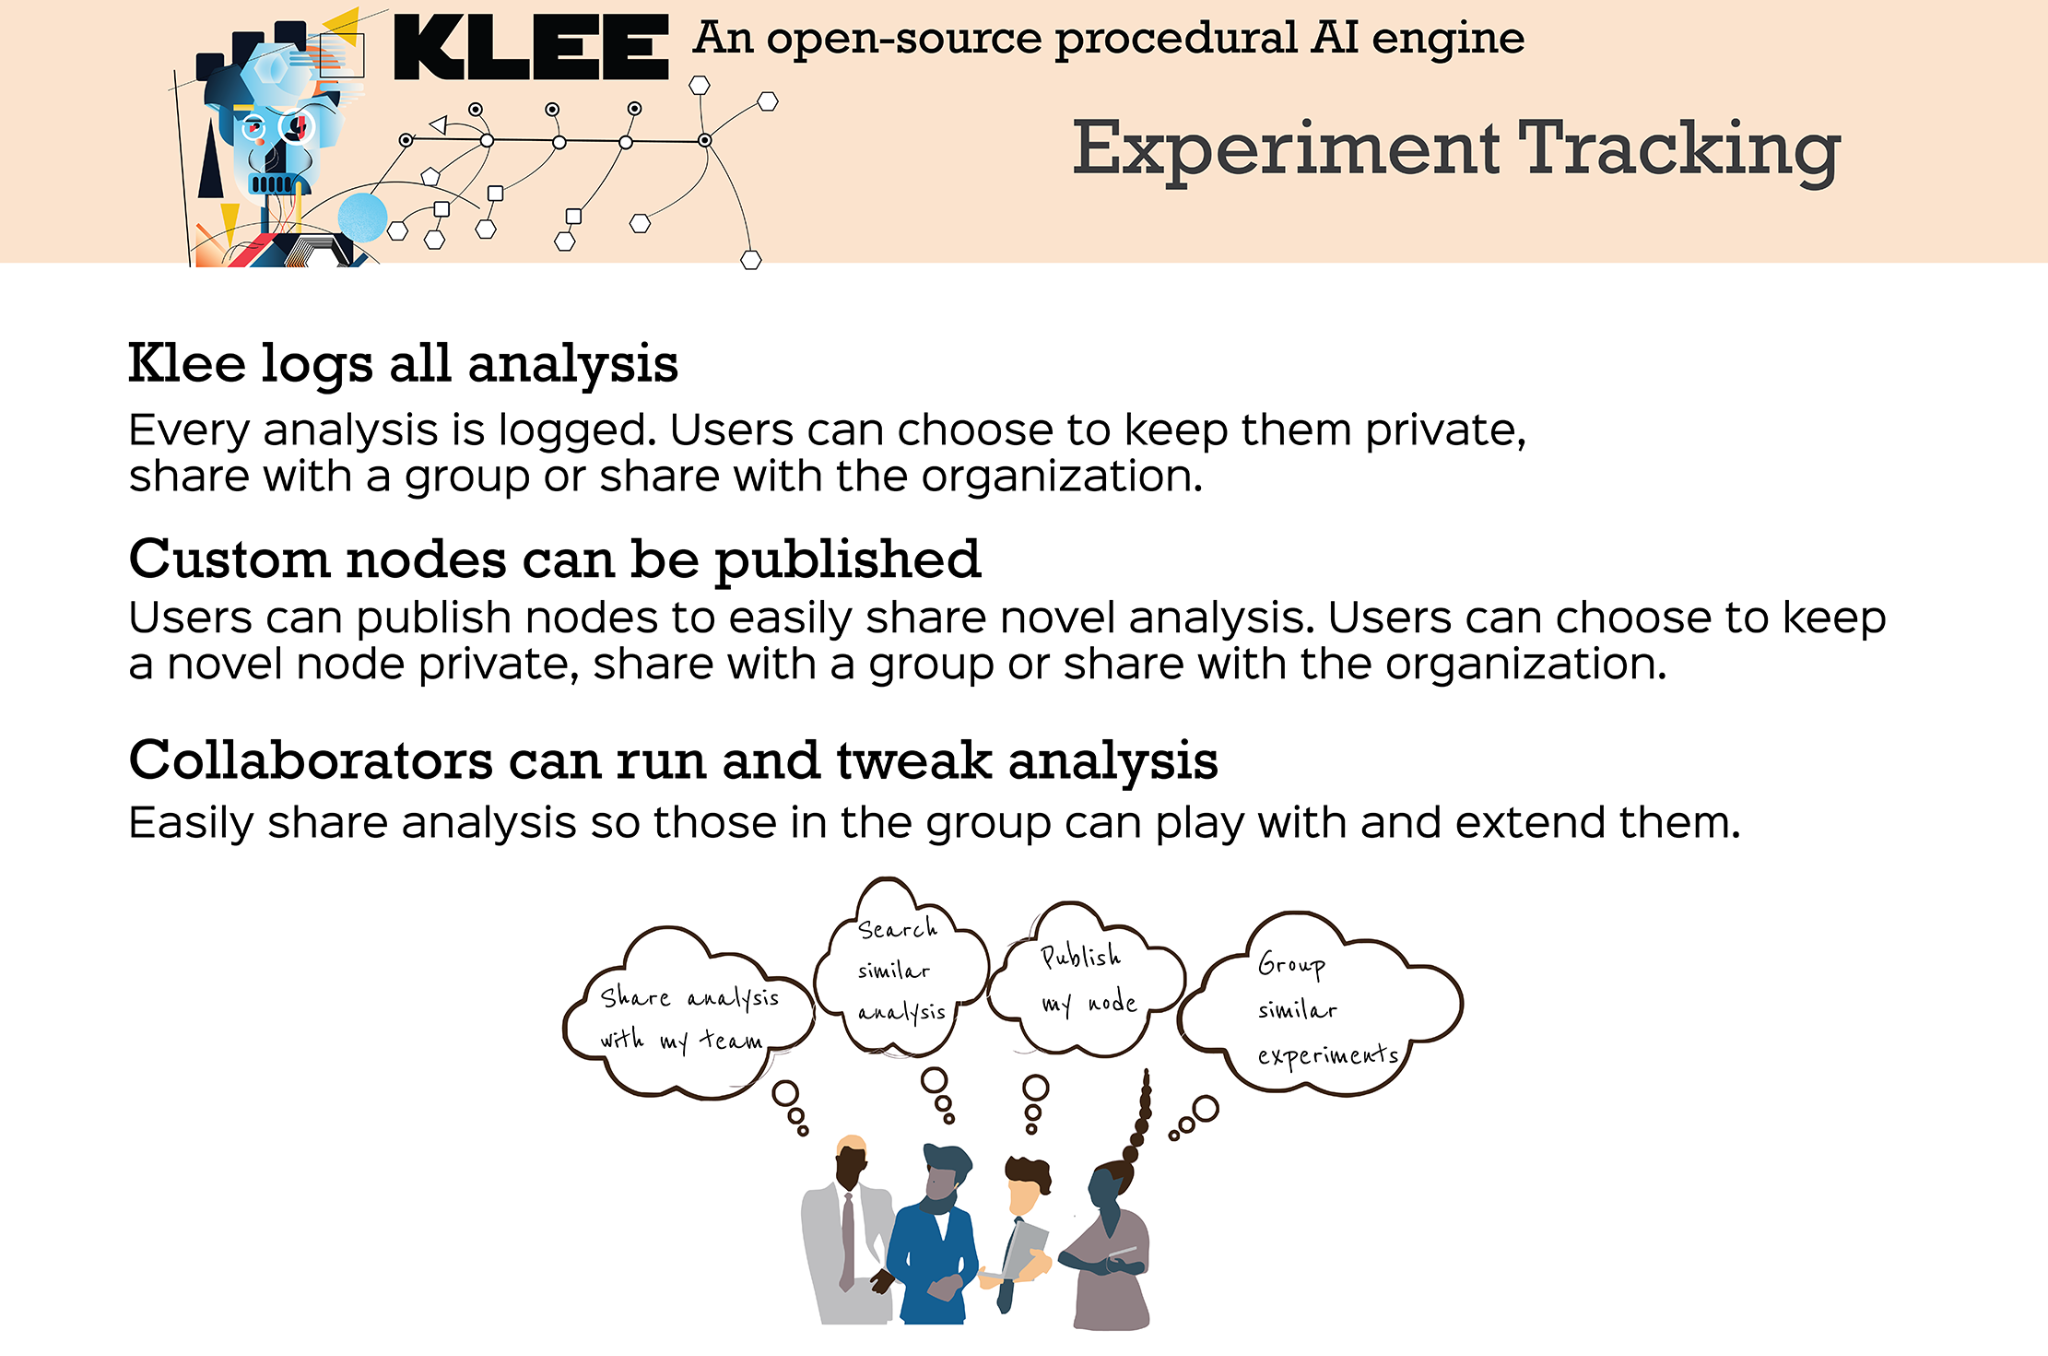 KLEE An open-source procedural AI engine
Experiment Tracking
Klee logs all analysis
Every analysis is logged. Users can choose to keep them private,
share with a group or share with the organization.
Custom nodes can be published
Users can publish nodes to easily share novel analysis. Users can choose to keep
a novel node private, share with a group or share with the organization.
Collaborators can run and tweak analysis
Easily share analysis so those in the group can play with and extend them.
Share analysis
with my team
Search
similar
analysis
Publish
my node
Group
similar
experiments